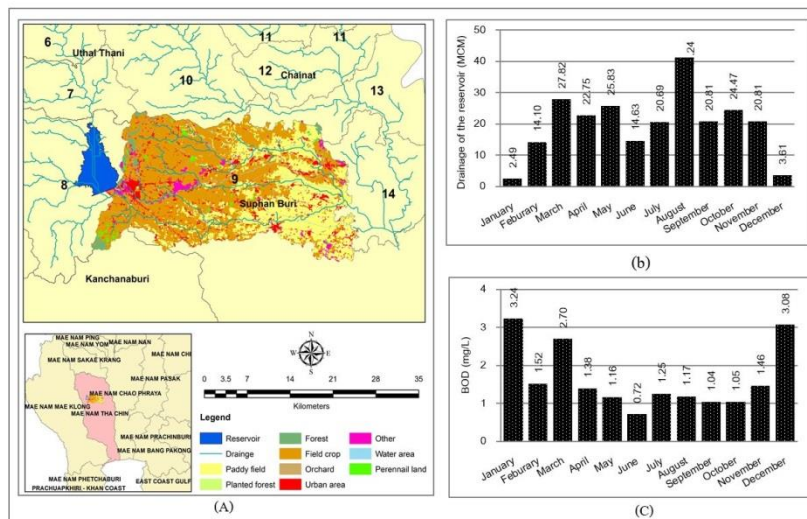 6
11
11
Uthai Thani
10
12
Chainat
7
13
8
9
14
Suphan Buri
Kanchanaburi
MAE NAM PING
MAE NAM YOM
MAE NAM NAN
MAE NAM SAKAE KRANG
MAE NAM CHI
MAE NAM PASAK
MAE NAM CHAO PHRAYA
MAE NAM MAE KLONG
MAE NAM THA CHIN
MAE NAM PRACHINBURI
MAE NAM BANG PAKONG
MAE NAM PHETCHABURI
PRACHUAPKHIRI - KHAN COAST
EAST COAST GULF
N
W
E
S
0 3.5 7 14 21 28 35
Kilometers
Legend
Reservoir
Drainge
Paddy field
Planted forest
Forest
Field crop
Orchard
Urban area
Other
Water area
Perennail land
(A)
Drainage of the reservoir (MCM)
50
40
30
20
10
0
2.49
14.10
27.82
22.75
25.83
14.63
20.69
.24
20.81
24.47
20.81
3.61
January
Feburary
March
April
May
June
July
August
September
October
November
December
(b)
BOD (mg/L)
4
3
2
1
0
3.24
1.52
2.70
1.38
1.16
0.72
1.25
1.17
1.04
1.05
1.46
3.08
January
Feburary
March
April
May
June
July
August
September
October
November
December
(C)